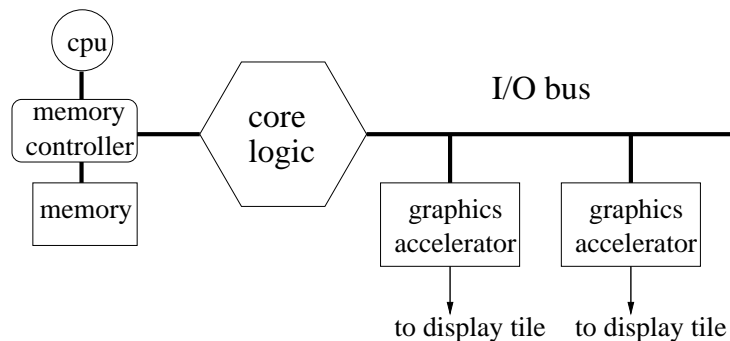 cpu
memory
controller
memory
core
logic
I/O bus
graphics
accelerator
to display tile
graphics
accelerator
to display tile